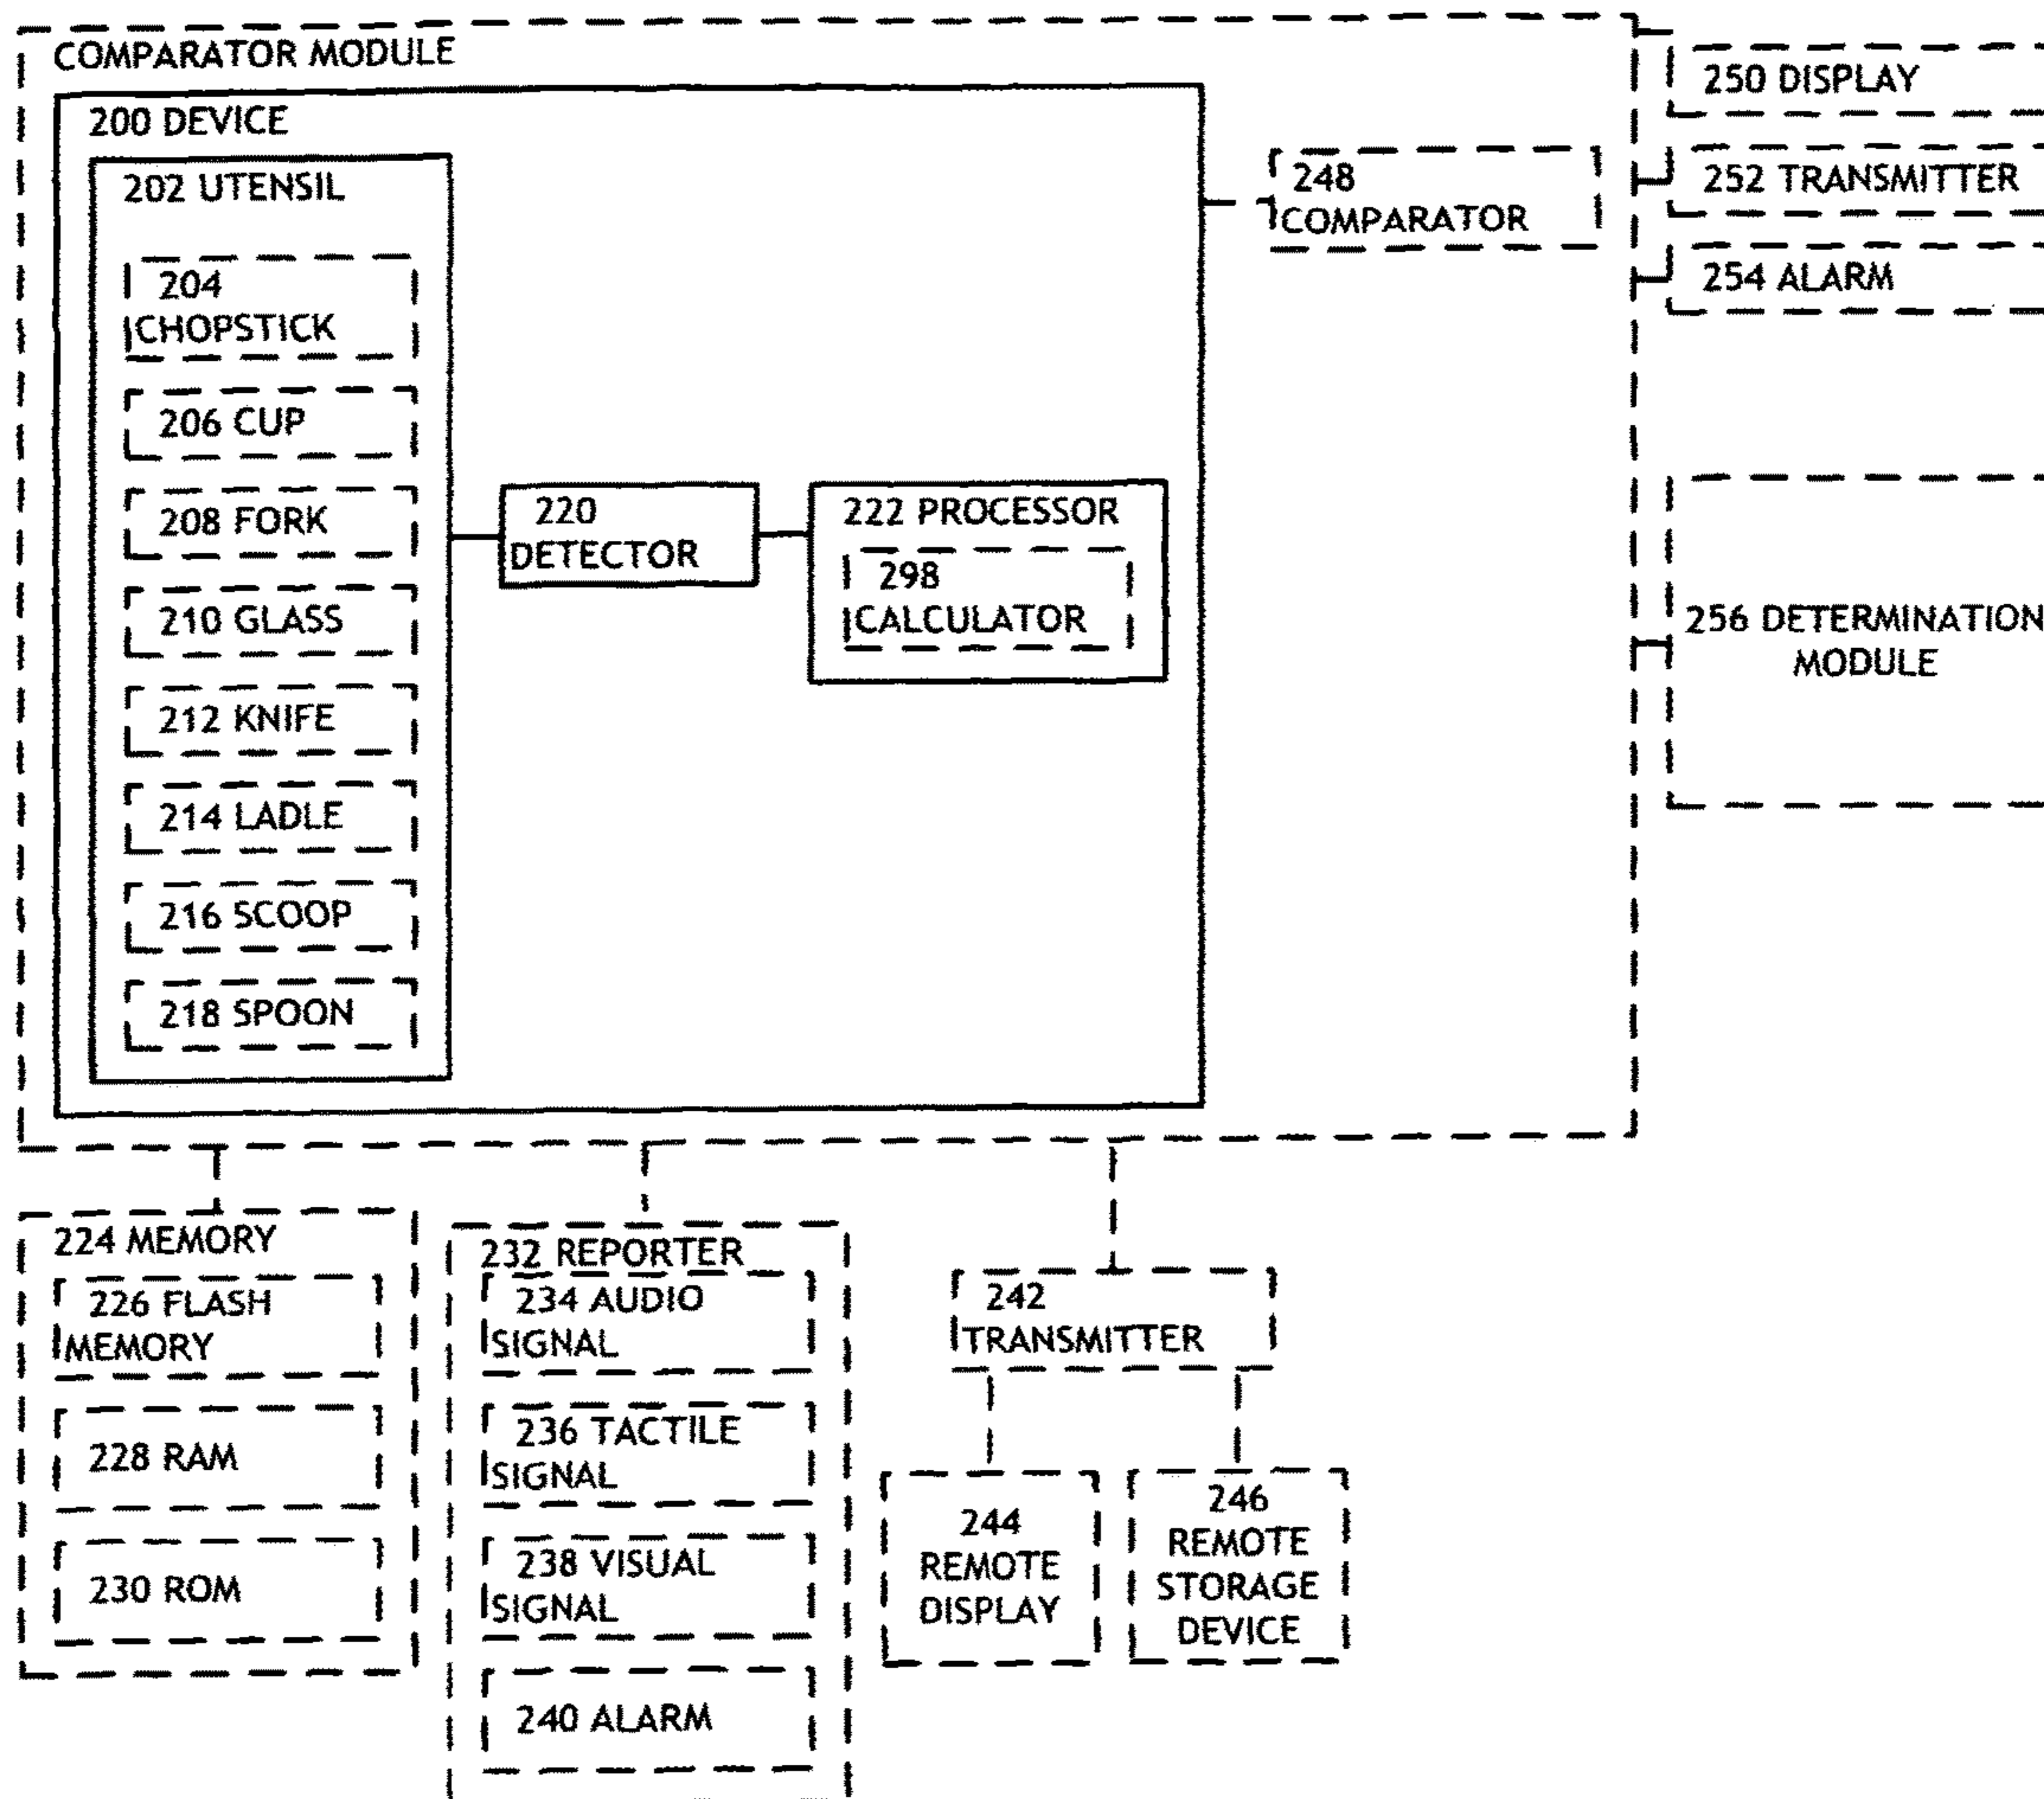 COMPARATOR MODULE
200 DEVICE
202 UTENSIL
204
CHOPSTICK
206 CUP
208 FORK
210 GLASS
212 KNIFE
214 LADLE
216 SCOOP
218 SPOON
220
DETECTOR
222 PROCESSOR
298
CALCULATOR
248
COMPARATOR
250 DISPLAY
252 TRANSMITTER
254 ALARM
256 DETERMINATION
MODULE
224 MEMORY
226 FLASH
MEMORY
228 RAM
230 ROM
232 REPORTER
234 AUDIO
SIGNAL
236 TACTILE
SIGNAL
238 VISUAL
SIGNAL
240 ALARM
242
TRANSMITTER
244
REMOTE
DISPLAY
246
REMOTE
STORAGE
DEVICE